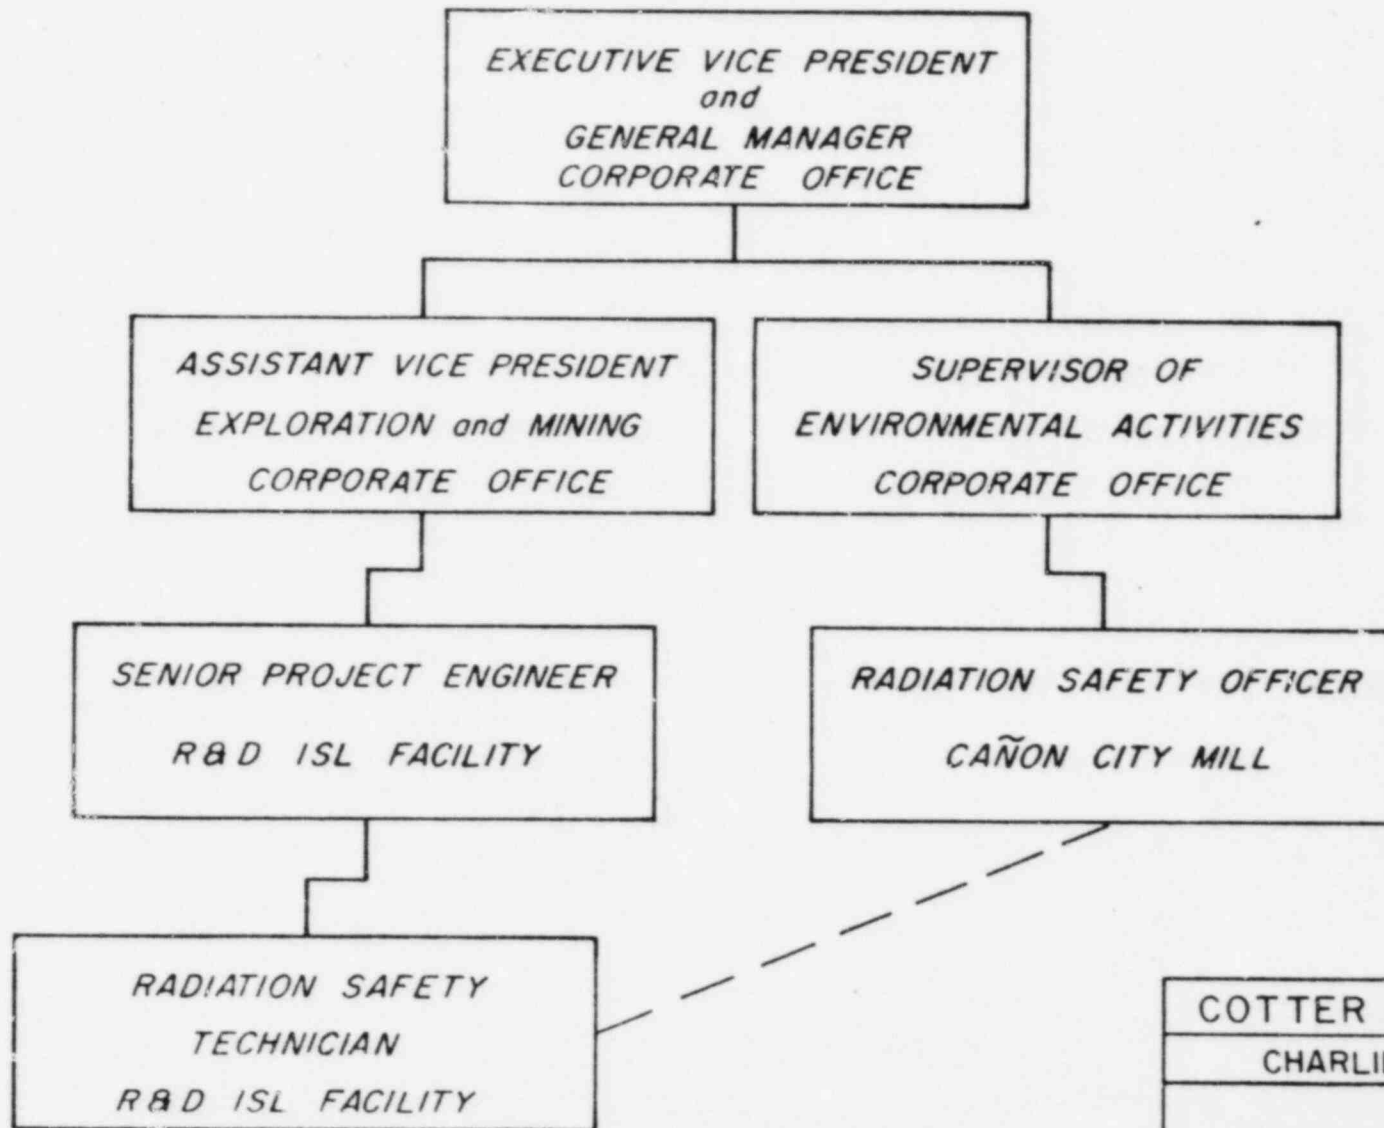 EXECUTIVE VICE PRESIDENT
and
GENERAL MANAGER
CORPORATE OFFICE
ASSISTANT VICE PRESIDENT
EXPLORATION and MINING
CORPORATE OFFICE
SUPERVISOR OF
ENVIRONMENTAL ACTIVITIES
CORPORATE OFFICE
SENIOR PROJECT ENGINEER
R&D ISL FACILITY
RADIATION SAFETY OFFICER
CAÑON CITY MILL
RADIATION SAFETY
TECHNICIAN
R&D ISL FACILITY
COTTER